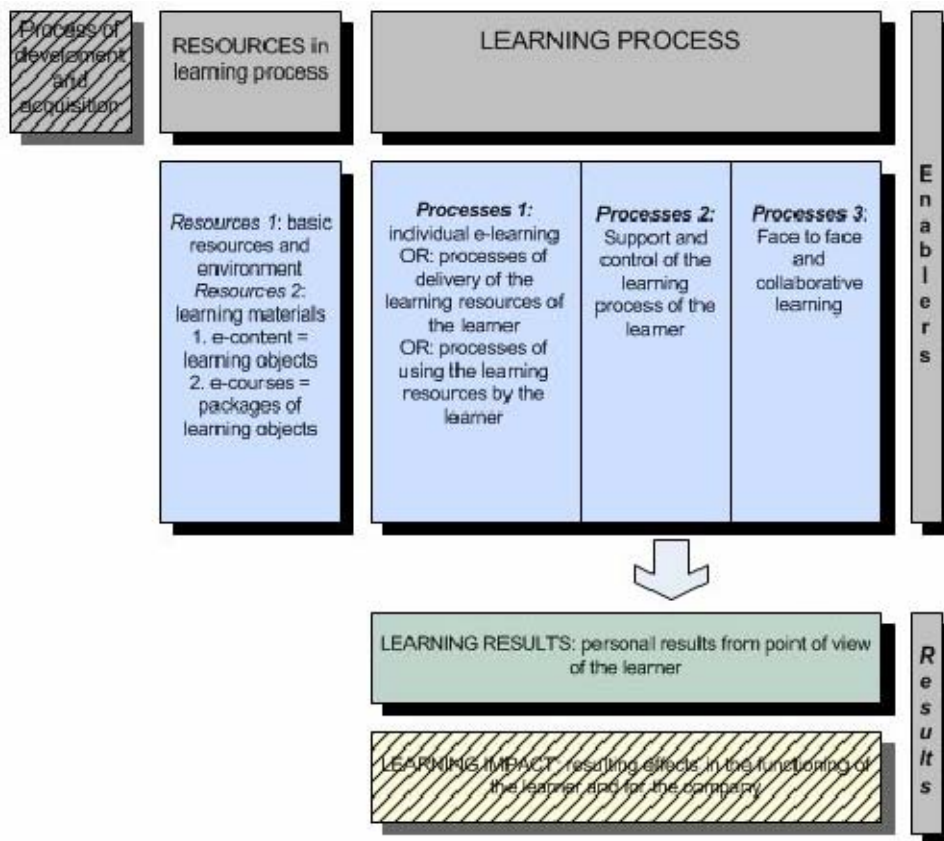 Process of
develoment
and
acquisition
RESOURCES in
learning process
LEARNING PROCESS
Resources 1: basic
resources and
environment
Resources 2:
learning materials
1. e-content =
learning objects
2. e-courses =
packages of
learning objects
Processes 1:
individual e-learning
OR: processes of
delivery of the
learning resources of
the learner
OR: processes of
using the learning
resources by the
learner
Processes 2:
Support and
control of the
learning
process of the
learner
Processes 3:
Face to face
and
collaborative
learning
Enablers
LEARNING RESULTS: personal results from point of view
of the learner
LEARNING IMPACT: resulting effects in the functioning of
the learner and for the company
Results